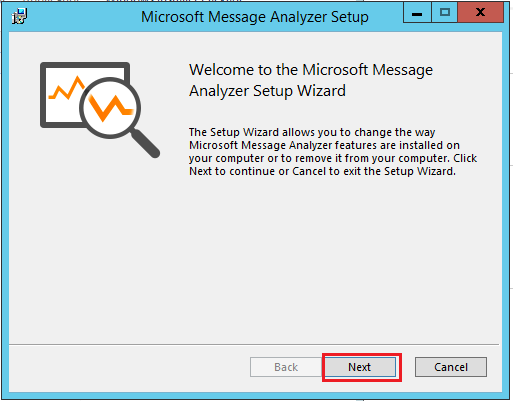 Microsoft Message Analyzer Setup
Welcome to the Microsoft Message
Analyzer Setup Wizard
The Setup Wizard allows you to change the way
Microsoft Message Analyzer features are installed on
your computer or to remove it from your computer. Click
Next to continue or Cancel to exit the Setup Wizard.
Back
Next
Cancel